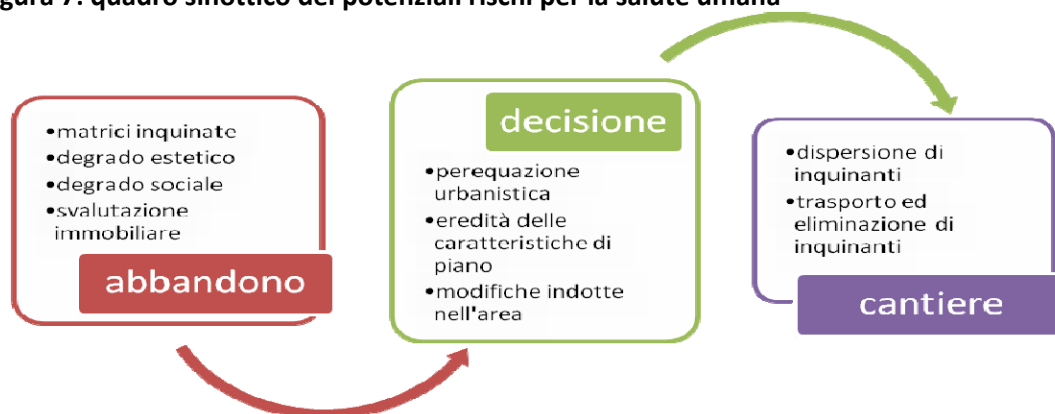 gura 7: quadro sinottico dei potenziali rischi per la salute umana
•matrici inquinate
•degrado estetico
•degrado sociale
•svalutazione
immobiliare
abbandono
decisione
•perequazione
urbanistica
•eredità delle
caratteristiche di
piano
•modifiche indotte
nell'area
•dispersione di
inquinanti
•trasporto ed
eliminazione di
inquinanti
cantiere